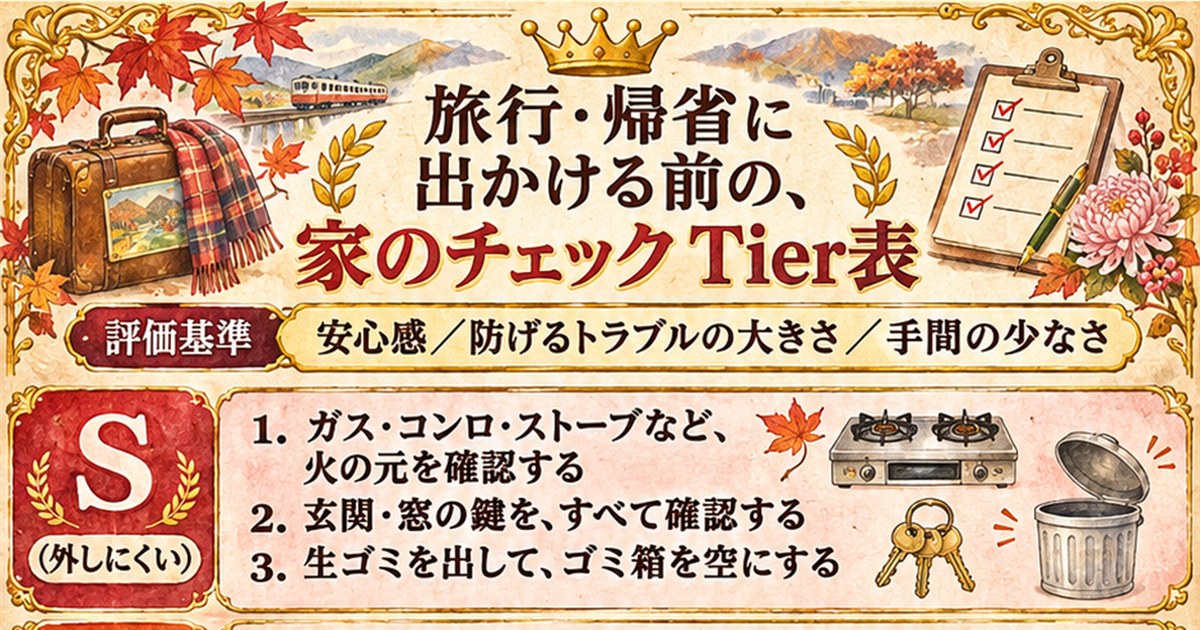 旅行・帰省に
出かける前の、
家のチェックTier表
評価基準
安心感／防げるトラブルの大きさ／手間の少なさ
S
(外しにくい)
1. ガス・コンロ・ストーブなど、
火の元を確認する
2. 玄関・窓の鍵を、すべて確認する
3. 生ゴミを出して、ゴミ箱を空にする